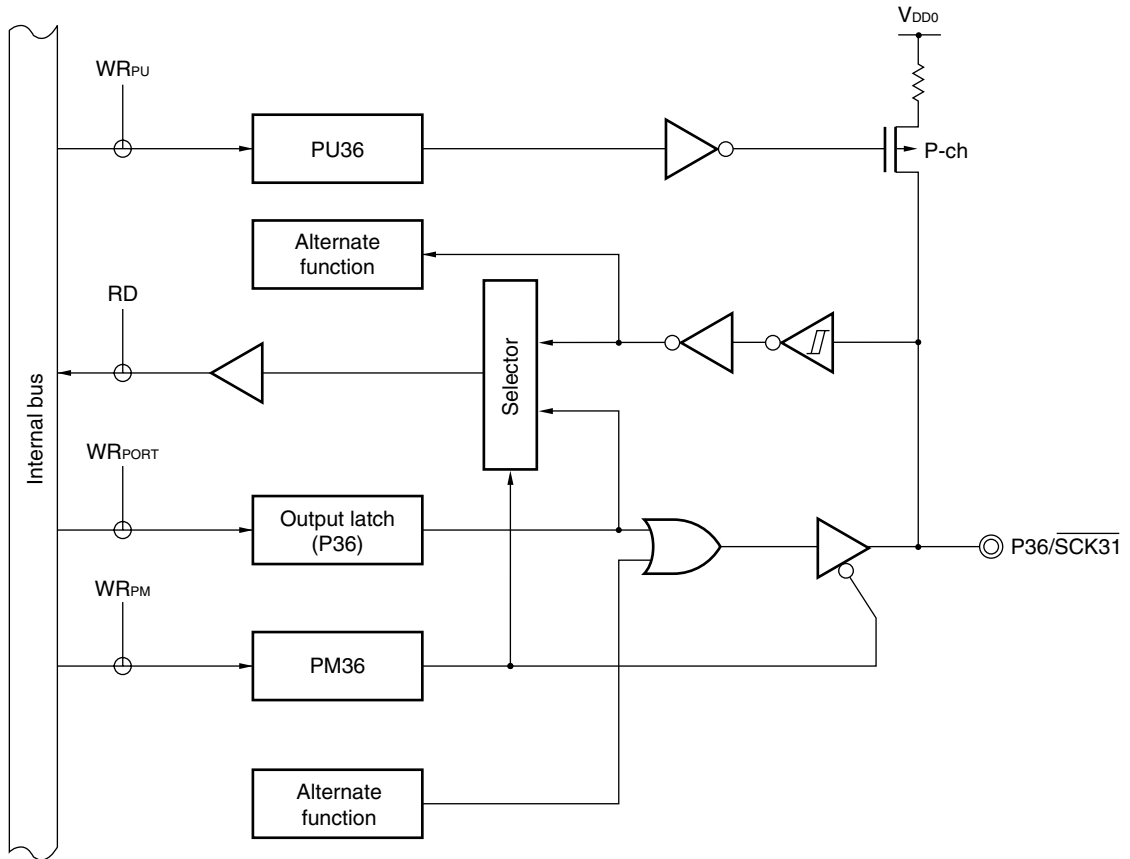 VDD0
WRPU
PU36
P-ch
Alternate
function
RD
Selector
Internal bus
WRPORT
Output latch
(P36)
P36/SCK31
WRPM
PM36
Alternate
function